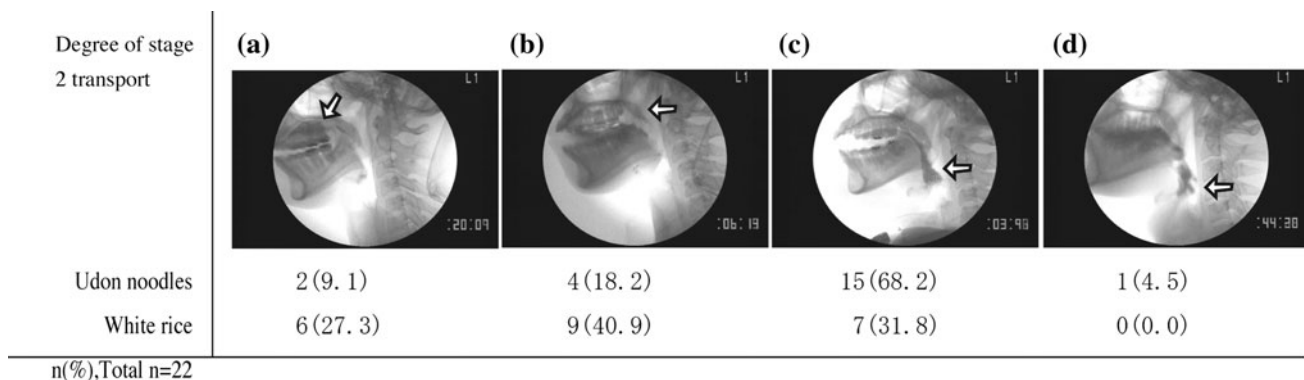 Degree of stage 2 transport (a) (b) (c) (d)
L1 L1 L1 L1
:20:09 :06:19 :03:98 :44:28
Udon noodles 2(9.1) 4(18.2) 15(68.2) 1(4.5)
White rice 6(27.3) 9(40.9) 7(31.8) 0(0.0)
n(%),Total n=22